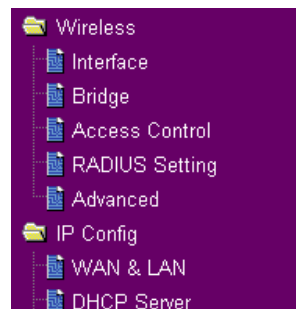 Wireless
Interface
Bridge
Access Control
RADIUS Setting
Advanced
IP Config
WAN & LAN
DHCP Server